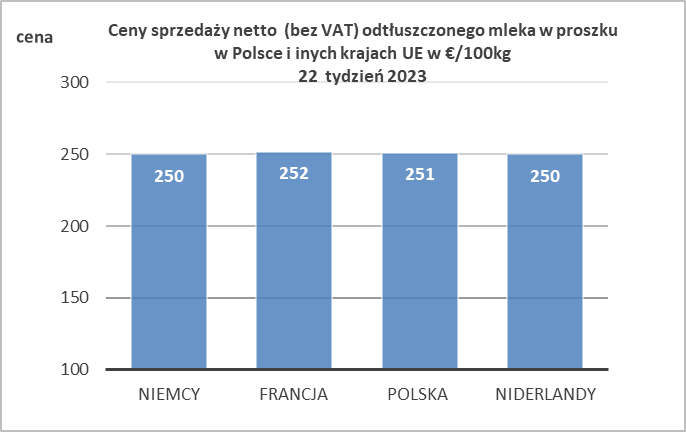 cena
Ceny sprzedaży netto  (bez VAT) odtłuszczonego mleka w proszku
w Polsce i inych krajach UE w €/100kg
22  tydzień 2023
300
250
200
150
100
250
252
251
250
NIEMCY
FRANCJA
POLSKA
NIDERLANDY